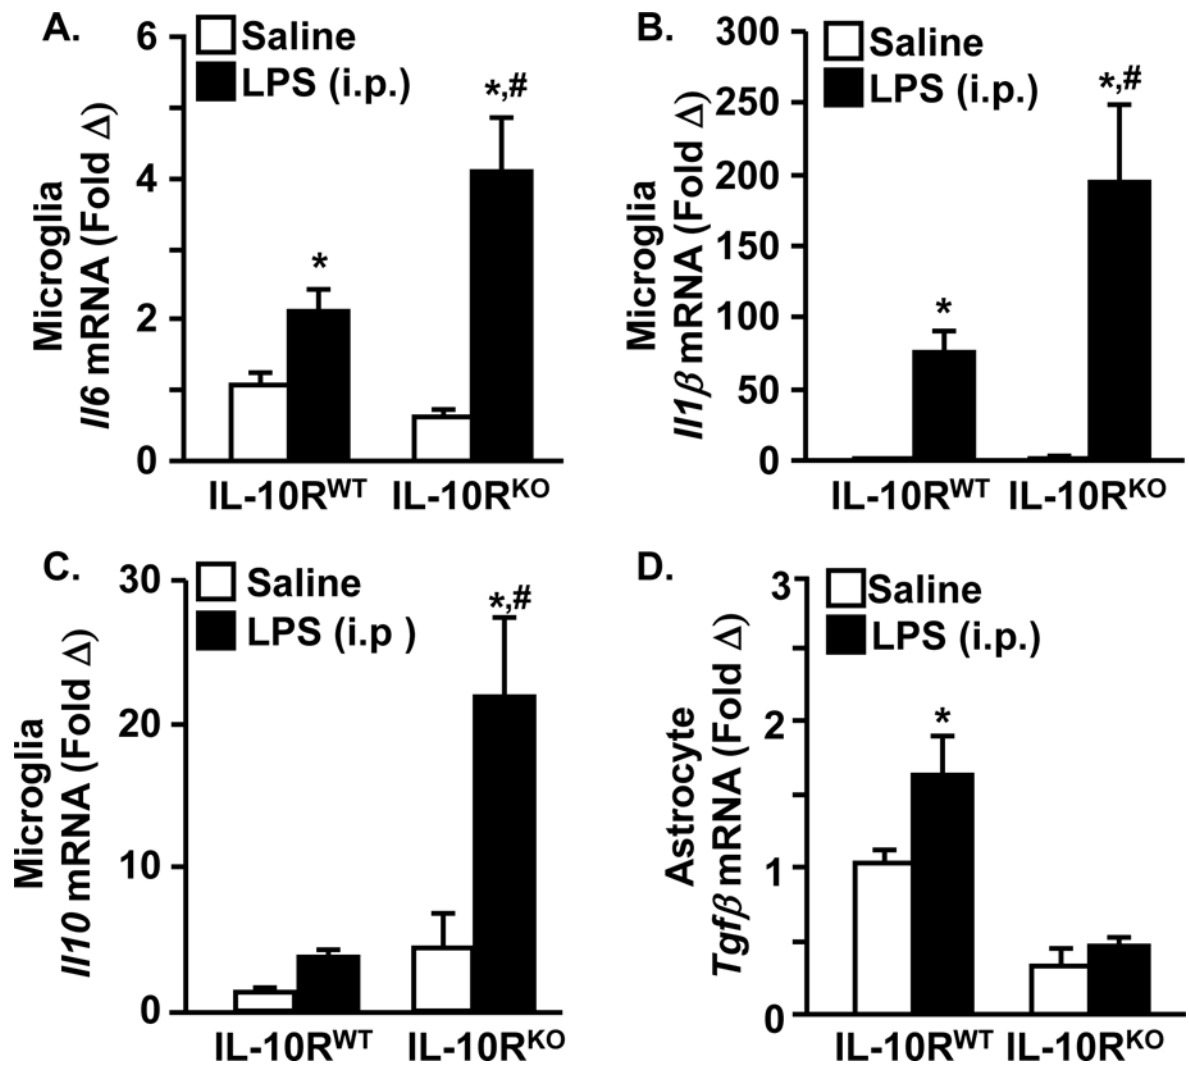 A.
Microglia
Il6 mRNA (Fold Δ)
6
4
2
0
Saline
LPS (i.p.)
*
*,#
IL-10RWT IL-10RKO
B.
Microglia
Il1β mRNA (Fold Δ)
300
250
200
150
100
50
0
Saline
LPS (i.p.)
*
*,#
IL-10RWT IL-10RKO
C.
Microglia
Il10 mRNA (Fold Δ)
30
20
10
0
Saline
LPS (i.p )
*,#
IL-10RWT IL-10RKO
D.
Astrocyte
Tgfβ mRNA (Fold Δ)
3
2
1
0
Saline
LPS (i.p.)
*
IL-10RWT IL-10RKO